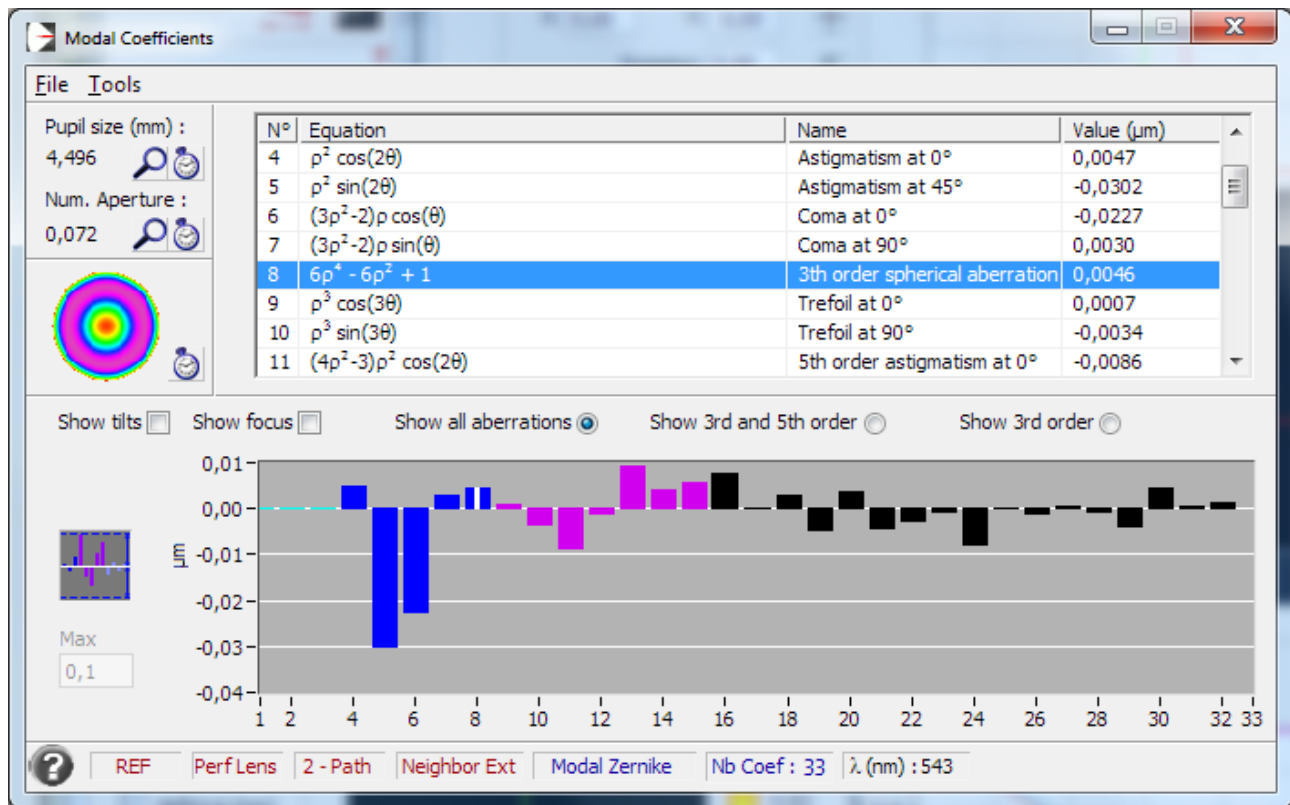 Modal Coefficients
File Tools
Pupil size (mm) :
4,496
Num. Aperture :
0,072
N° Equation Name Value (µm)
4 ρ² cos(2θ) Astigmatism at 0° 0,0047
5 ρ² sin(2θ) Astigmatism at 45° -0,0302
6 (3ρ²-2)ρ cos(θ) Coma at 0° -0,0227
7 (3ρ²-2)ρ sin(θ) Coma at 90° 0,0030
8 6ρ⁴ - 6ρ² + 1 3th order spherical aberration 0,0046
9 ρ³ cos(3θ) Trefoil at 0° 0,0007
10 ρ³ sin(3θ) Trefoil at 90° -0,0034
11 (4ρ²-3)ρ² cos(2θ) 5th order astigmatism at 0° -0,0086
Show tilts Show focus Show all aberrations Show 3rd and 5th order Show 3rd order
0,01
0,00
-0,01
-0,02
-0,03
-0,04
µm
Max
0,1
1 2 4 6 8 10 12 14 16 18 20 22 24 26 28 30 32 33
? REF Perf Lens 2 - Path Neighbor Ext Modal Zernike Nb Coef : 33 λ (nm) : 543